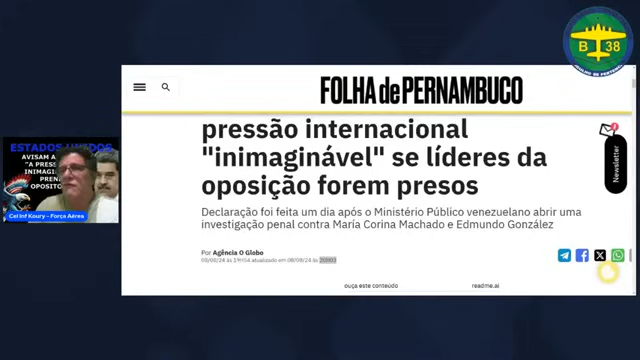 B 38
FOLHA de PERNAMBUCO
pressão internacional
"inimaginável" se líderes da
oposição forem presos
Newsletter
ESTADOS UNIDOS
AVISAM A
"A PRESS
INIMAGI
PREN
OPOSITO
Cel Inf Koury - Força Aérea
Declaração foi feita um dia após o Ministério Público venezuelano abrir uma
investigação penal contra María Corina Machado e Edmundo González
Por Agência O Globo
ouça este conteúdo
readme.ai